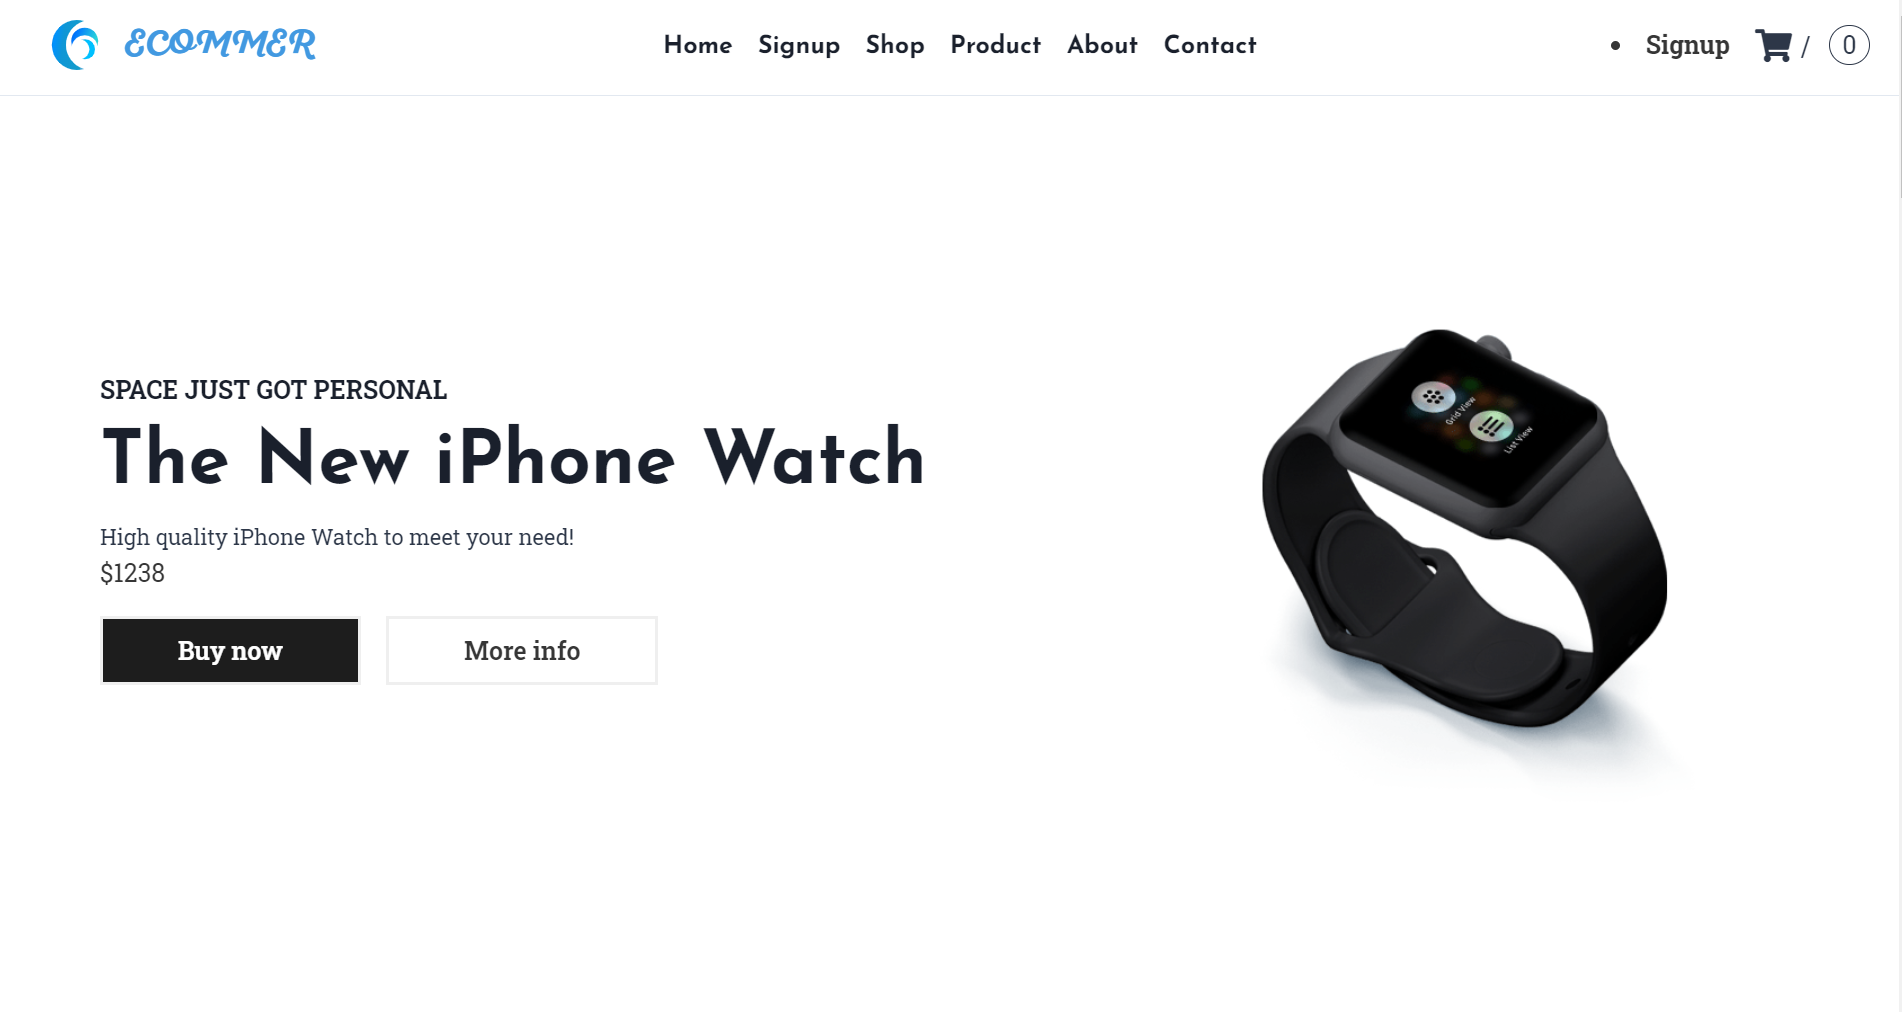 ECOMMER
Home Signup Shop Product About Contact
• Signup / 0
SPACE JUST GOT PERSONAL
The New iPhone Watch
High quality iPhone Watch to meet your need!
$1238
Buy now More info
Grid View
List View